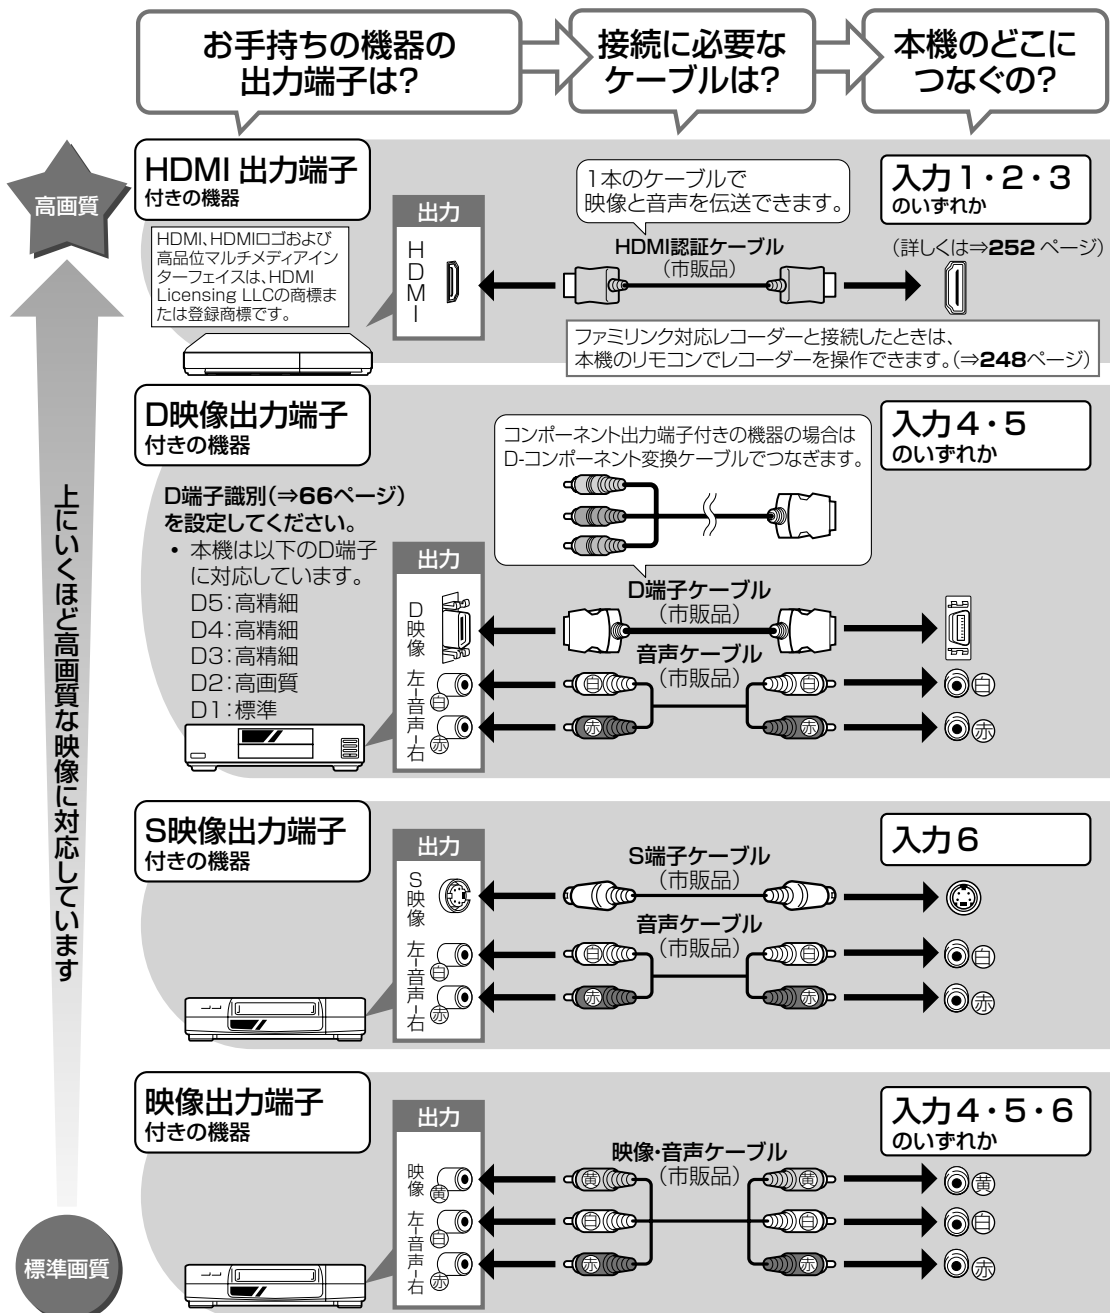 お手持ちの機器の
出力端子は?
接続に必要な
ケーブルは?
本機のどこに
つなぐの?
高画質
上にいくほど高画質な映像に対応しています
標準画質
HDMI 出力端子
付きの機器
HDMI、HDMIロゴおよび
高品位マルチメディアイン
ターフェイスは、HDMI
Licensing LLCの商標ま
たは登録商標です。
出力
HDMI
1本のケーブルで
映像と音声を伝送できます。
HDMI認証ケーブル
(市販品)
入力1・2・3
のいずれか
(詳しくは⇒252 ページ)
ファミリンク対応レコーダーと接続したときは、
本機のリモコンでレコーダーを操作できます。(⇒248ページ)
D映像出力端子
付きの機器
D端子識別(⇒66ページ)
を設定してください。
• 本機は以下のD端子
に対応しています。
D5:高精細
D4:高精細
D3:高精細
D2:高画質
D1:標準
出力
D映像
左-音声-右
白
赤
コンポーネント出力端子付きの機器の場合は
D-コンポーネント変換ケーブルでつなぎます。
D端子ケーブル
(市販品)
音声ケーブル
(市販品)
白 白
赤 赤
入力4・5
のいずれか
白
赤
S映像出力端子
付きの機器
出力
S映像
左-音声-右
白
赤
S端子ケーブル
(市販品)
音声ケーブル
(市販品)
白 白
赤 赤
入力6
白
赤
映像出力端子
付きの機器
出力
映像
黄
左-音声-右
白
赤
映像・音声ケーブル
(市販品)
黄 黄
白 白
赤 赤
入力4・5・6
のいずれか
黄
白
赤